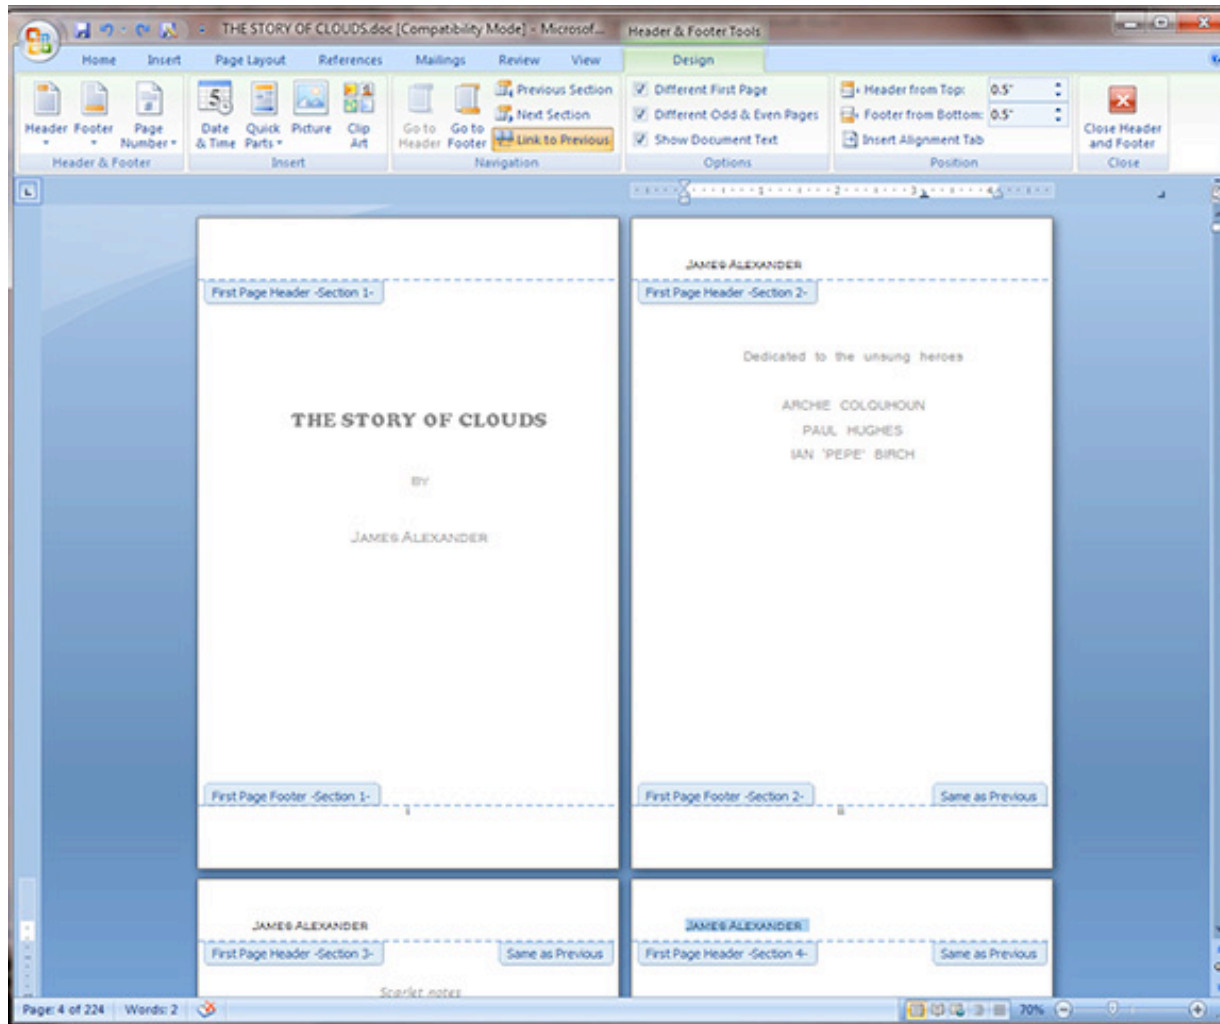 THE STORY OF CLOUDS.doc [Compatibility Mode] - Microsof...
Header & Footer Tools
Home Insert Page Layout References Mailings Review View Design
Header Footer Page Number
Header & Footer
Date & Time Quick Parts Picture Clip Art
Insert
Go to Header Go to Footer
Previous Section
Next Section
Link to Previous
Navigation
Different First Page
Different Odd & Even Pages
Show Document Text
Options
Header from Top: 0.5"
Footer from Bottom: 0.5"
Insert Alignment Tab
Position
Close Header and Footer
Close
1 2 3 4
First Page Header -Section 1-
THE STORY OF CLOUDS
BY
JAMES ALEXANDER
First Page Footer -Section 1-
i
JAMES ALEXANDER
First Page Header -Section 2-
Dedicated to the unsung heroes
ARCHIE COLQUHOUN
PAUL HUGHES
IAN 'PEPE' BIRCH
First Page Footer -Section 2- Same as Previous
ii
JAMES ALEXANDER
First Page Header -Section 3- Same as Previous
Scarlet notes
JAMES ALEXANDER
First Page Header -Section 4- Same as Previous
Page: 4 of 224 Words: 2 70%